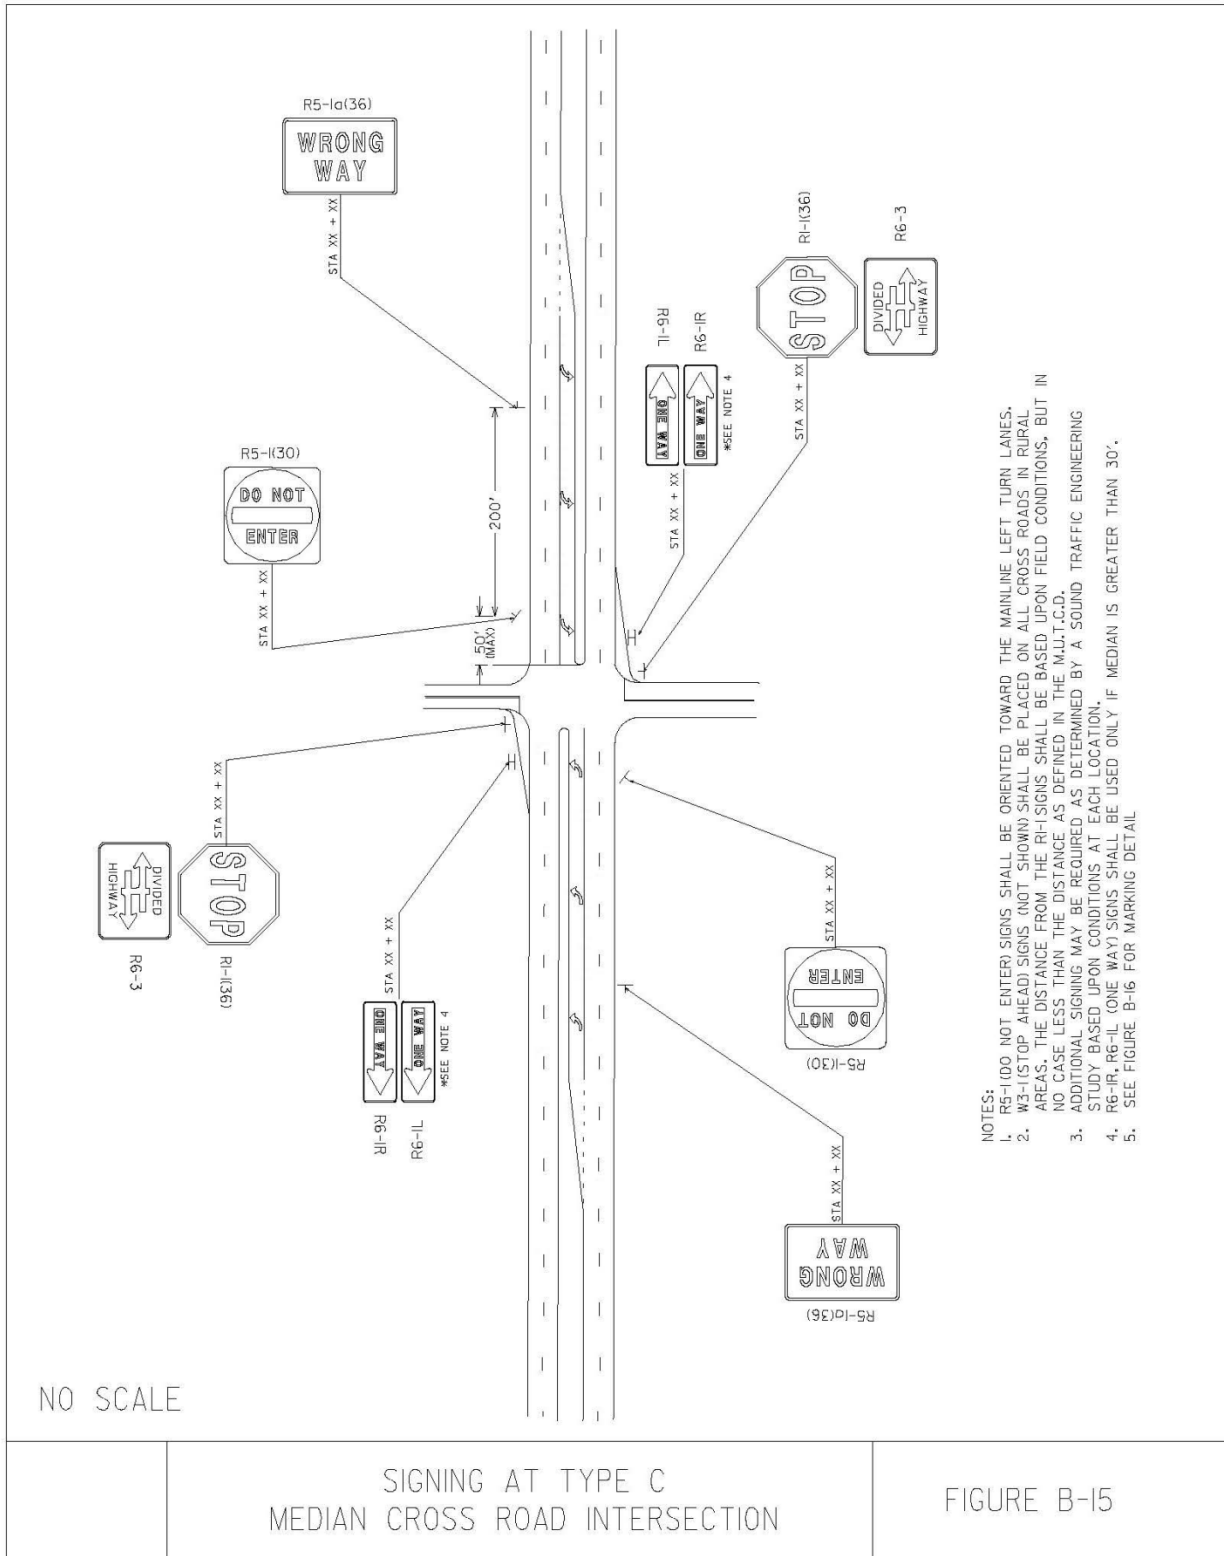 R5-1a(36)
WRONG
WAY
STA XX + XX
R5-1(30)
DO NOT
ENTER
STA XX + XX
200'
50'
(MAX)
R1-1(36)
STOP
STA XX + XX
R6-3
DIVIDED
HIGHWAY
R6-1L
ONE WAY
R6-1R
ONE WAY
*SEE NOTE 4
STA XX + XX
STA XX + XX
STOP
R1-1(36)
DIVIDED
HIGHWAY
R6-3
STA XX + XX
ONE WAY
R6-1R
ONE WAY
R6-1L
*SEE NOTE 4
STA XX + XX
DO NOT
ENTER
R5-1(30)
STA XX + XX
WRONG
WAY
R5-1a(36)
NOTES:
1. R5-1 (DO NOT ENTER) SIGNS SHALL BE ORIENTED TOWARD THE MAINLINE LEFT TURN LANES.
2. W3-1 (STOP AHEAD) SIGNS (NOT SHOWN) SHALL BE PLACED ON ALL CROSS ROADS IN RURAL
AREAS. THE DISTANCE FROM THE R1-1 SIGNS SHALL BE BASED UPON FIELD CONDITIONS, BUT IN
NO CASE LESS THAN THE DISTANCE AS DEFINED IN THE M.U.T.C.D.
3. ADDITIONAL SIGNING MAY BE REQUIRED AS DETERMINED BY A SOUND TRAFFIC ENGINEERING
STUDY BASED UPON CONDITIONS AT EACH LOCATION.
4. R6-1R, R6-1L (ONE WAY) SIGNS SHALL BE USED ONLY IF MEDIAN IS GREATER THAN 30'.
5. SEE FIGURE B-16 FOR MARKING DETAIL
NO SCALE
SIGNING AT TYPE C
MEDIAN CROSS ROAD INTERSECTION
FIGURE B-15